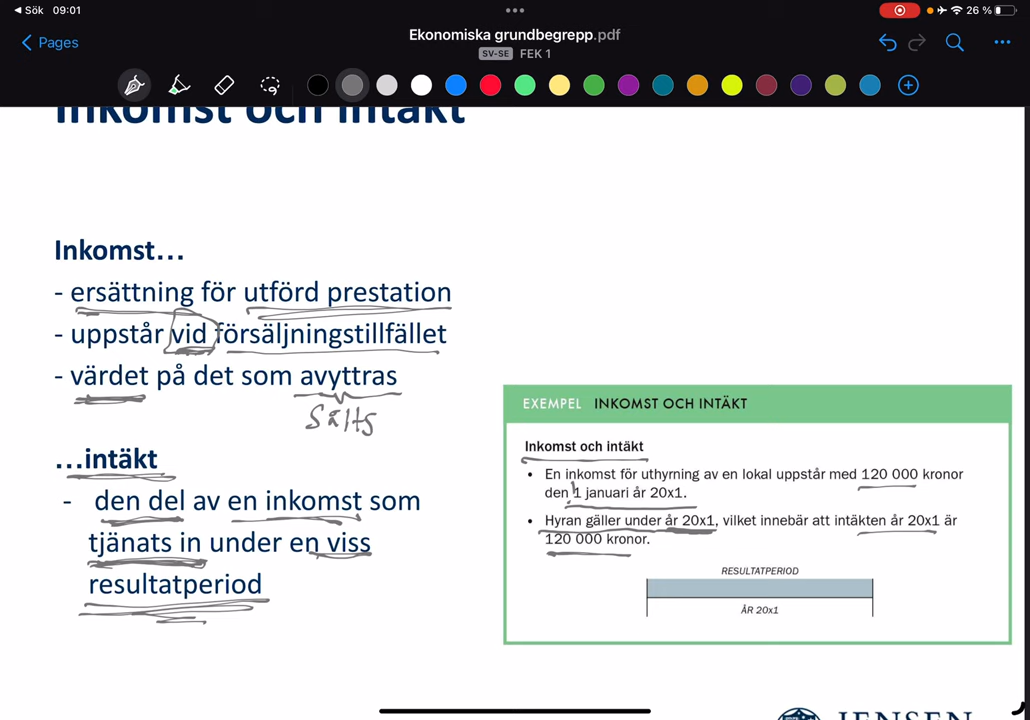 ◀ Sök 09:01
26 %
Pages
Ekonomiska grundbegrepp.pdf
SV-SE FEK 1
Inkomst och intäkt
Inkomst…
- ersättning för utförd prestation
- uppstår vid försäljningstillfället
- värdet på det som avyttras
sälts
…intäkt
- den del av en inkomst som
tjänats in under en viss
resultatperiod
EXEMPEL INKOMST OCH INTÄKT
Inkomst och intäkt
• En inkomst för uthyrning av en lokal uppstår med 120 000 kronor
den 1 januari år 20x1.
• Hyran gäller under år 20x1, vilket innebär att intäkten år 20x1 är
120 000 kronor.
RESULTATPERIOD
ÅR 20x1
JENSEN